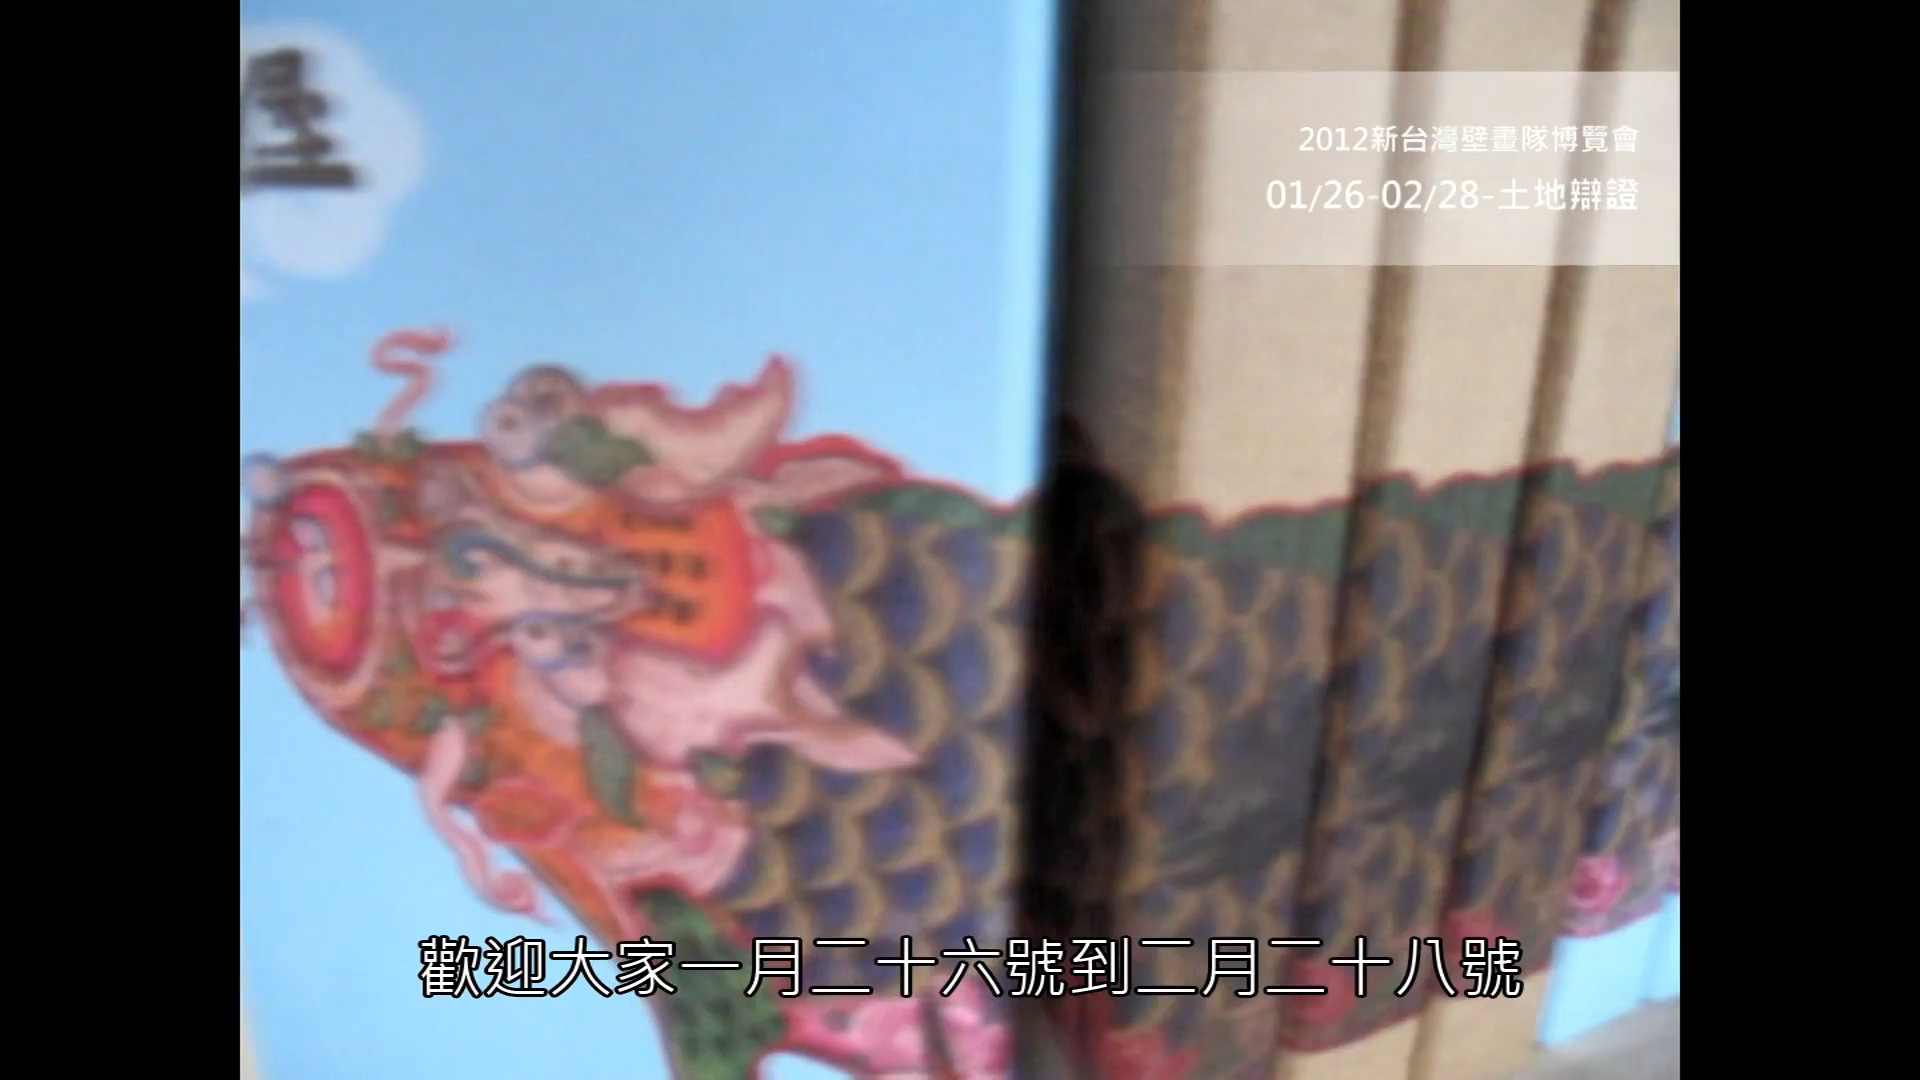 2012新台灣壁畫隊博覽會
01/26-02/28-土地辯證
歡迎大家一月二十六號到二月二十八號